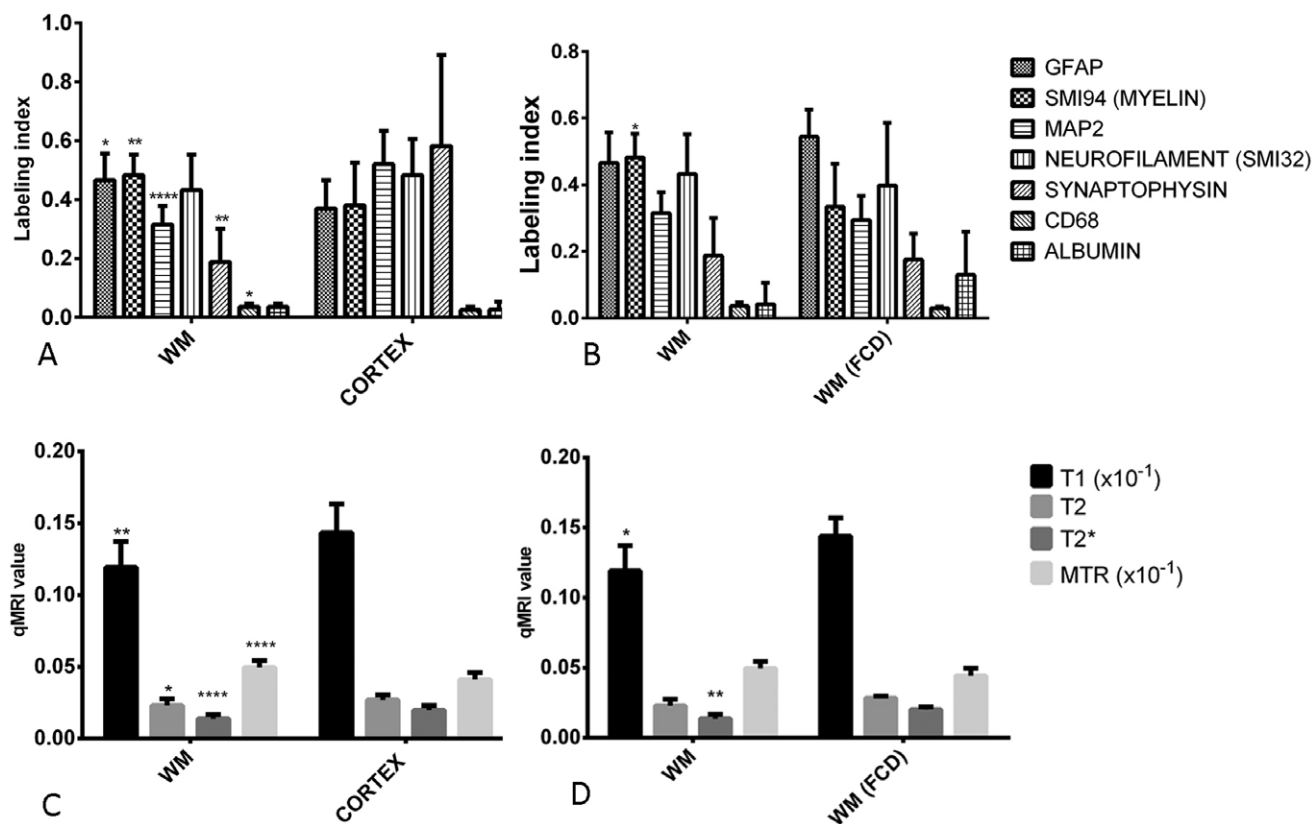 1.0
0.8
0.6
0.4
0.2
0.0
Labeling index
* ** **** ** *
WM
CORTEX
A
0.8
0.6
0.4
0.2
0.0
Labeling index
*
WM
WM (FCD)
B
GFAP
SMI94 (MYELIN)
MAP2
NEUROFILAMENT (SMI32)
SYNAPTOPHYSIN
CD68
ALBUMIN
0.20
0.15
0.10
0.05
0.00
qMRI value
** * **** ****
WM
CORTEX
C
0.20
0.15
0.10
0.05
0.00
qMRI value
* **
WM
WM (FCD)
D
T1 (x10⁻¹)
T2
T2*
MTR (x10⁻¹)